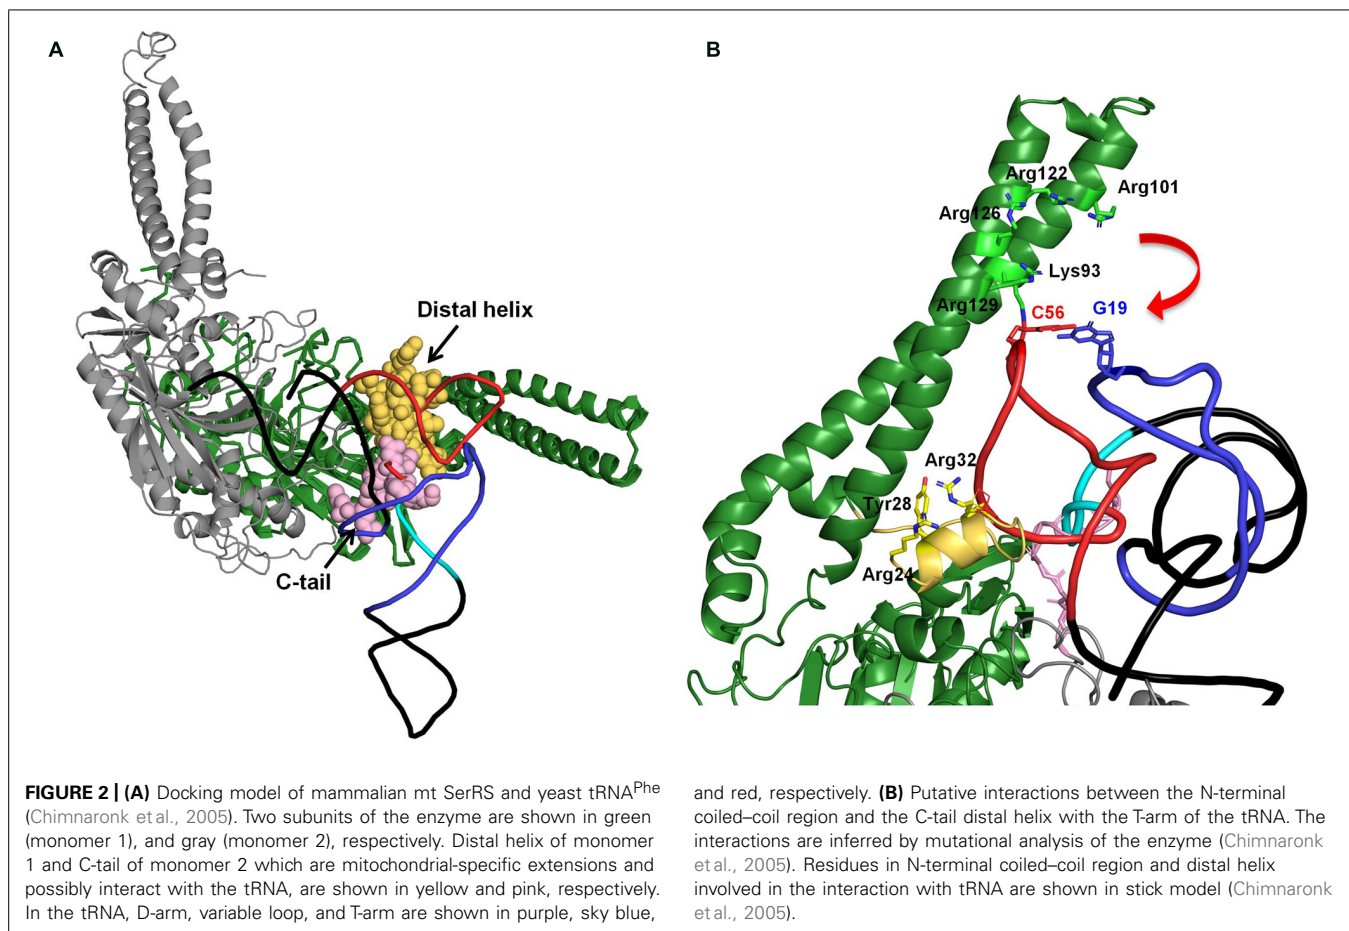 A
B
Distal helix
C-tail
Arg122
Arg101
Arg126
Lys93
Arg129
C56
G19
Arg32
Tyr28
Arg24
FIGURE 2 | (A) Docking model of mammalian mt SerRS and yeast tRNAPhe
(Chimnaronk et al., 2005). Two subunits of the enzyme are shown in green
(monomer 1), and gray (monomer 2), respectively. Distal helix of monomer
1 and C-tail of monomer 2 which are mitochondrial-specific extensions and
possibly interact with the tRNA, are shown in yellow and pink, respectively.
In the tRNA, D-arm, variable loop, and T-arm are shown in purple, sky blue,
and red, respectively. (B) Putative interactions between the N-terminal
coiled–coil region and the C-tail distal helix with the T-arm of the tRNA. The
interactions are inferred by mutational analysis of the enzyme (Chimnaronk
et al., 2005). Residues in N-terminal coiled–coil region and distal helix
involved in the interaction with tRNA are shown in stick model (Chimnaronk
et al., 2005).